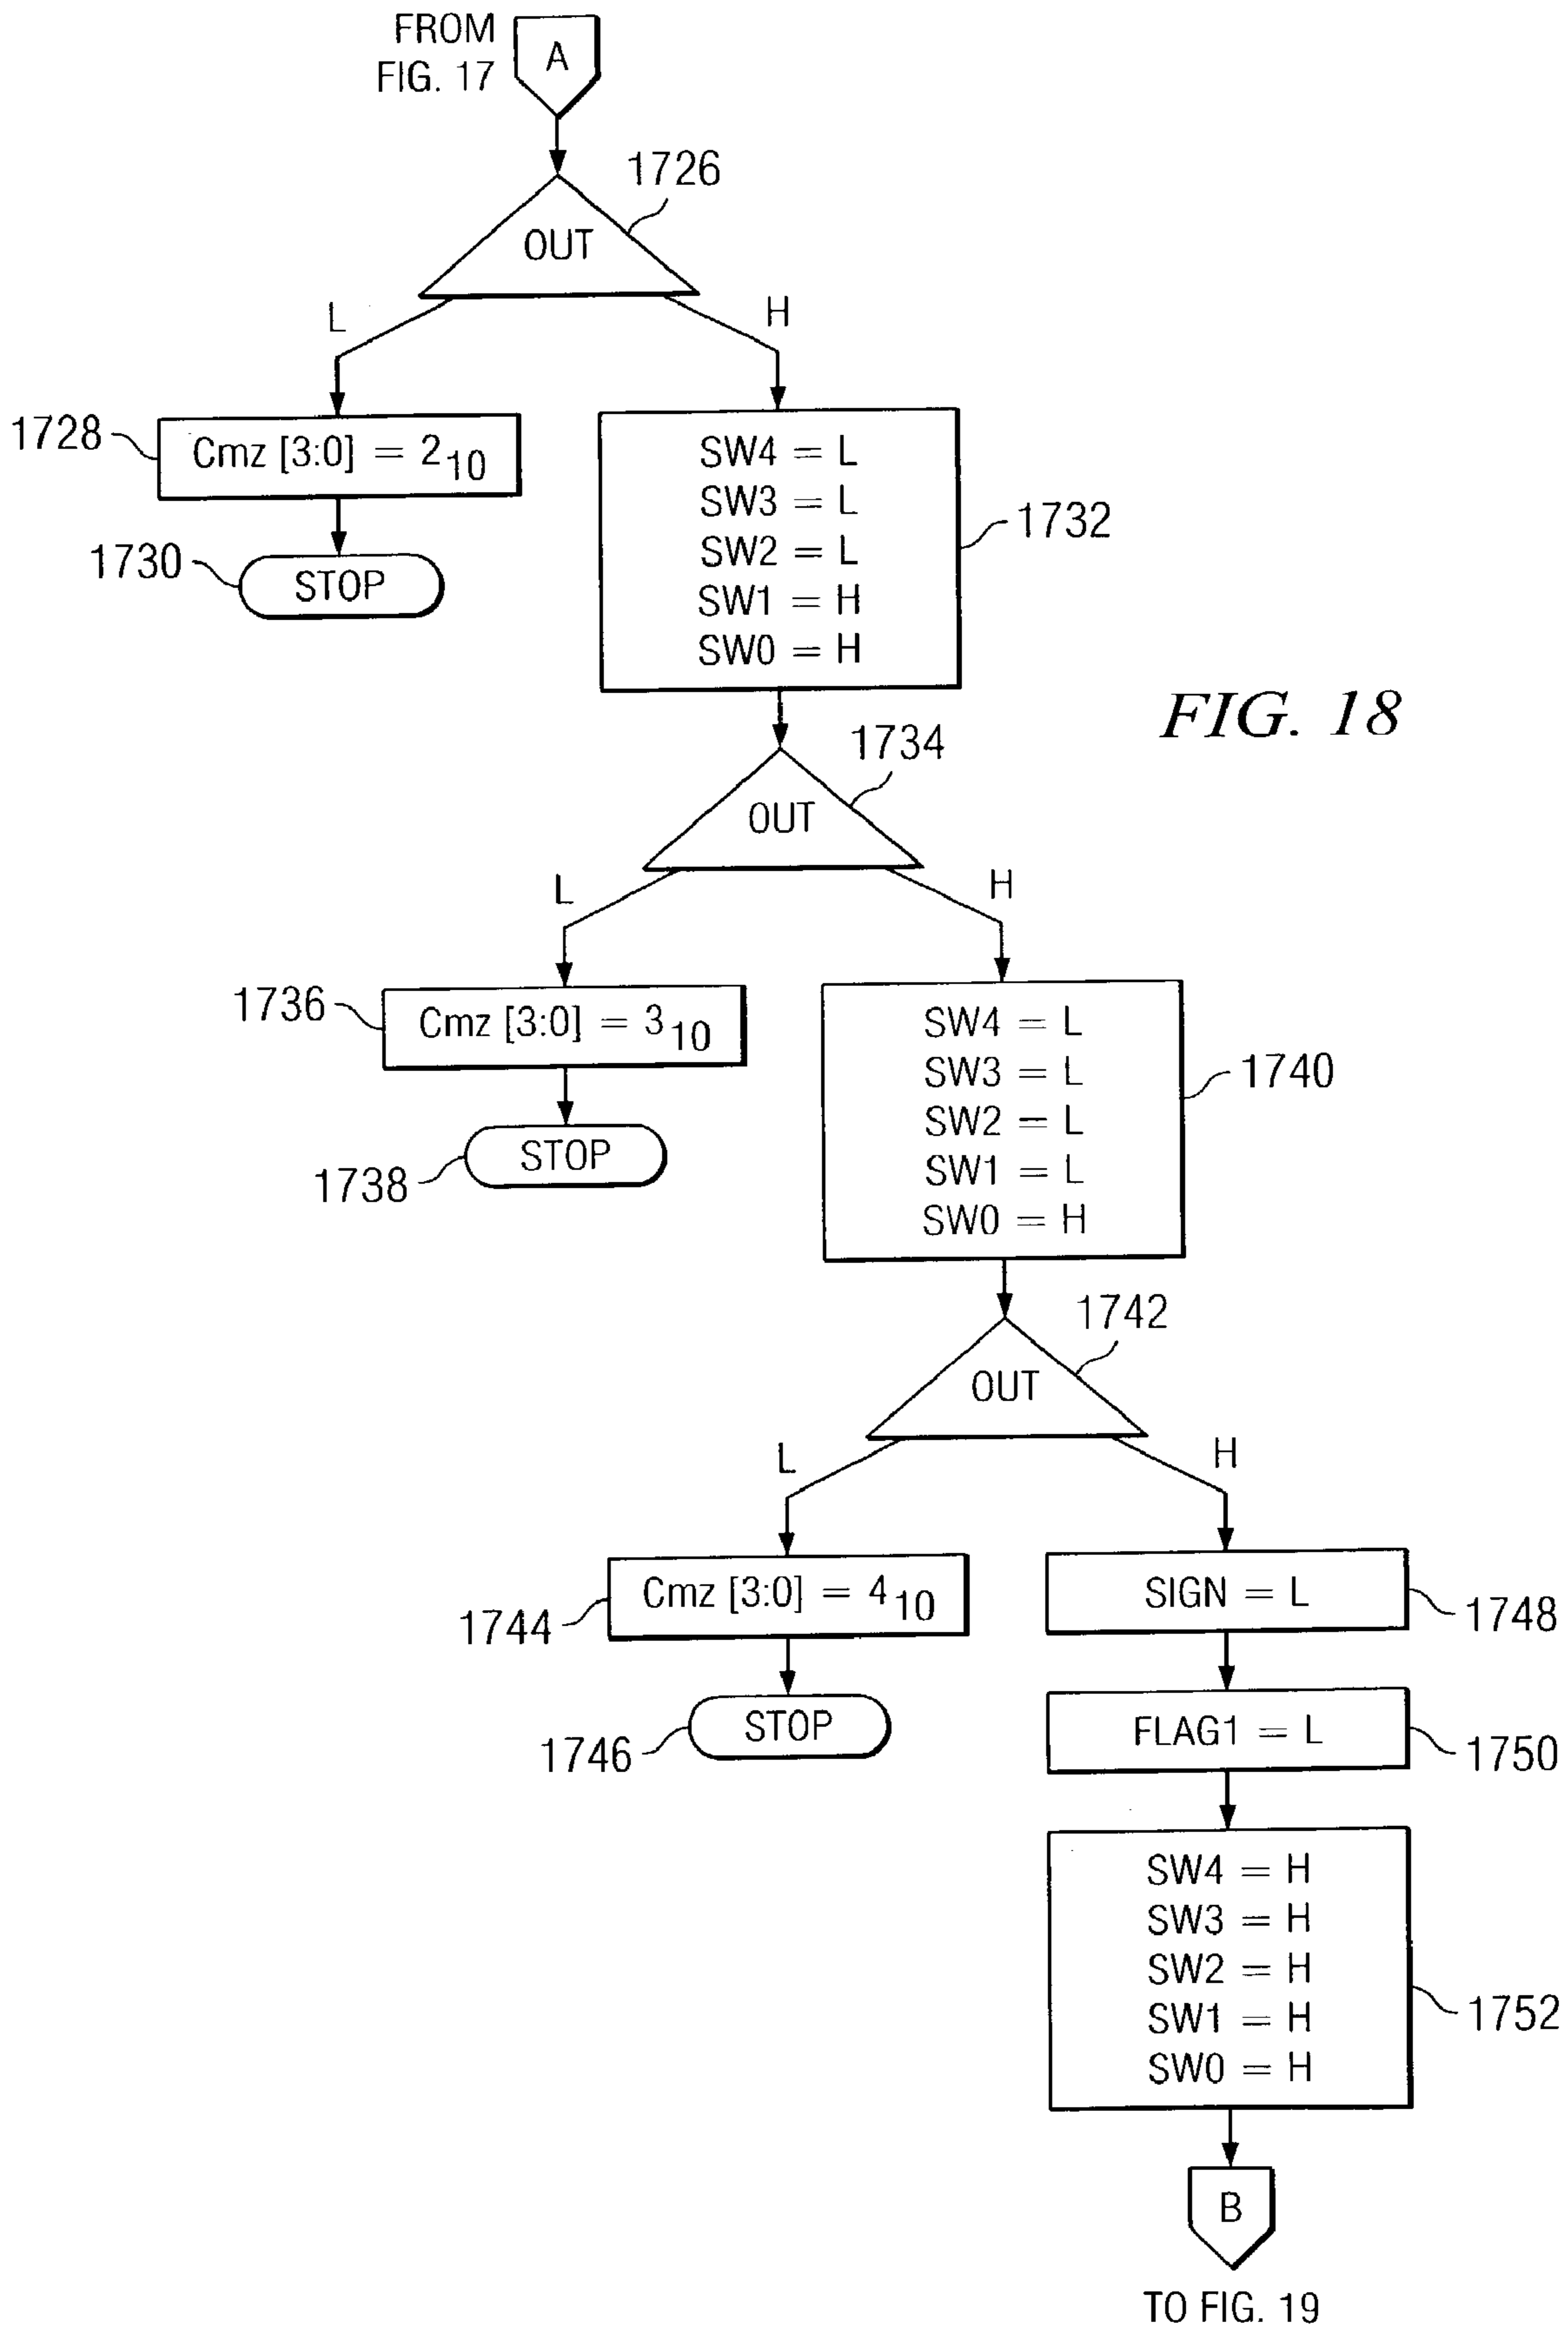 FROM
FIG. 17
A
1726
OUT
L
H
1728
Cmz [3:0] = 2₁₀
1730
STOP
SW4 = L
SW3 = L
SW2 = L
SW1 = H
SW0 = H
1732
FIG. 18
1734
OUT
L
H
1736
Cmz [3:0] = 3₁₀
1738
STOP
SW4 = L
SW3 = L
SW2 = L
SW1 = L
SW0 = H
1740
1742
OUT
L
H
1744
Cmz [3:0] = 4₁₀
1746
STOP
SIGN = L
1748
FLAG1 = L
1750
SW4 = H
SW3 = H
SW2 = H
SW1 = H
SW0 = H
1752
B
TO FIG. 19